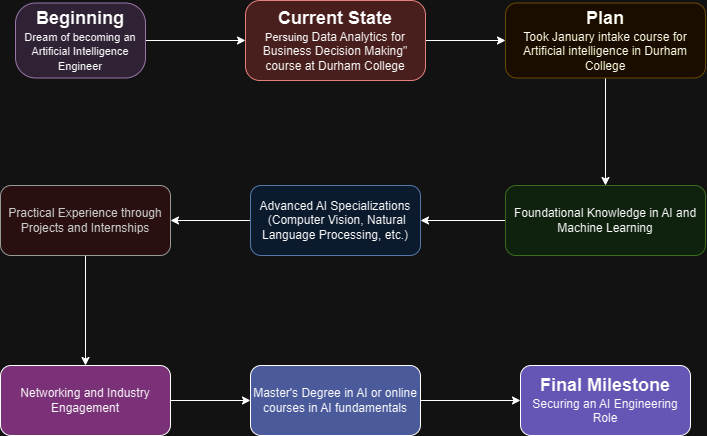 Beginning
Dream of becoming an
Artificial Intelligence
Engineer
Current State
Persuing Data Analytics for
Business Decision Making"
course at Durham College
Plan
Took January intake course for
Artificial intelligence in Durham
College
Foundational Knowledge in AI and
Machine Learning
Advanced AI Specializations
(Computer Vision, Natural
Language Processing, etc.)
Practical Experience through
Projects and Internships
Networking and Industry
Engagement
Master's Degree in AI or online
courses in AI fundamentals
Final Milestone
Securing an AI Engineering
Role